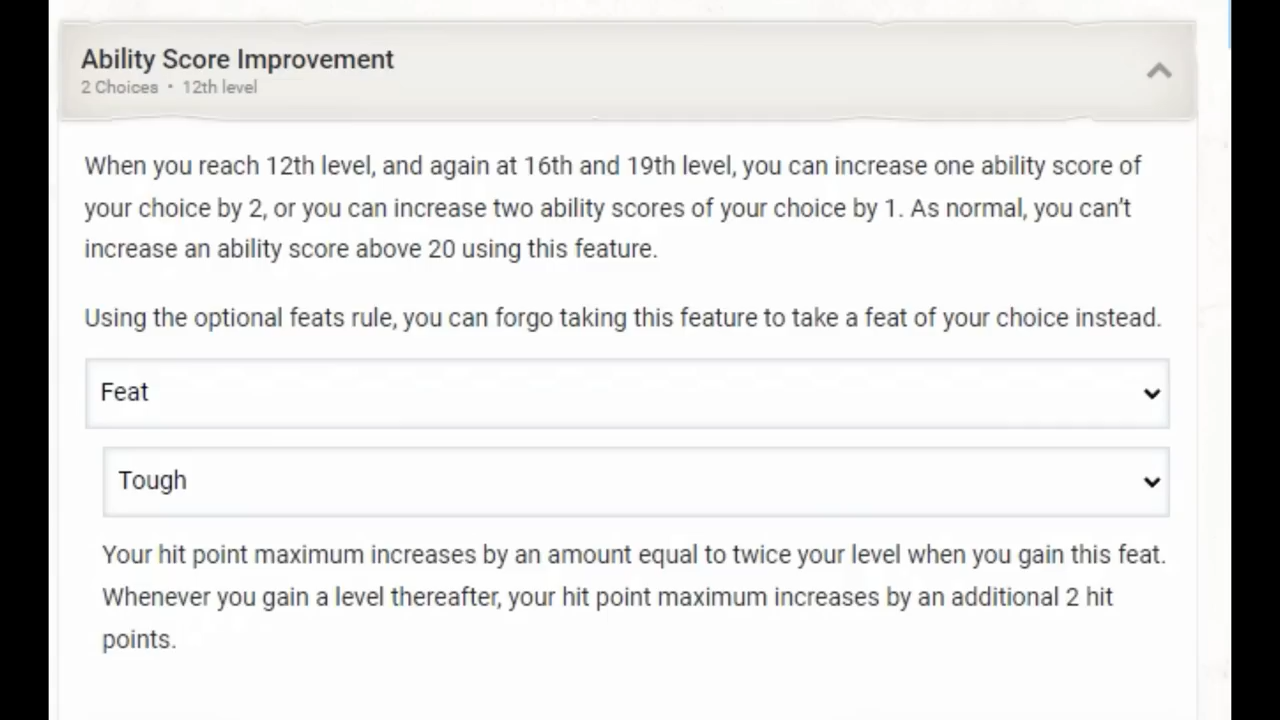 Ability Score Improvement
2 Choices • 12th level
When you reach 12th level, and again at 16th and 19th level, you can increase one ability score of
your choice by 2, or you can increase two ability scores of your choice by 1. As normal, you can’t
increase an ability score above 20 using this feature.
Using the optional feats rule, you can forgo taking this feature to take a feat of your choice instead.
Feat
Tough
Your hit point maximum increases by an amount equal to twice your level when you gain this feat.
Whenever you gain a level thereafter, your hit point maximum increases by an additional 2 hit
points.